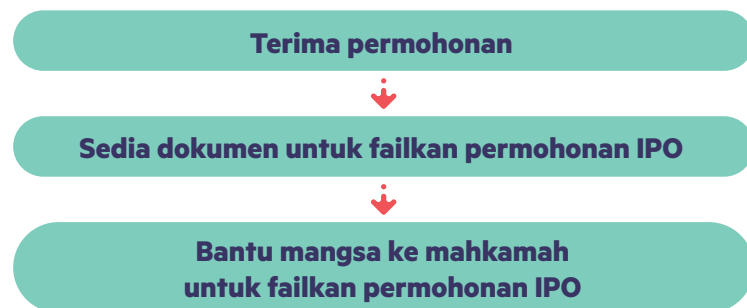 Terima permohonan
Sedia dokumen untuk failkan permohonan IPO
Bantu mangsa ke mahkamah
untuk failkan permohonan IPO